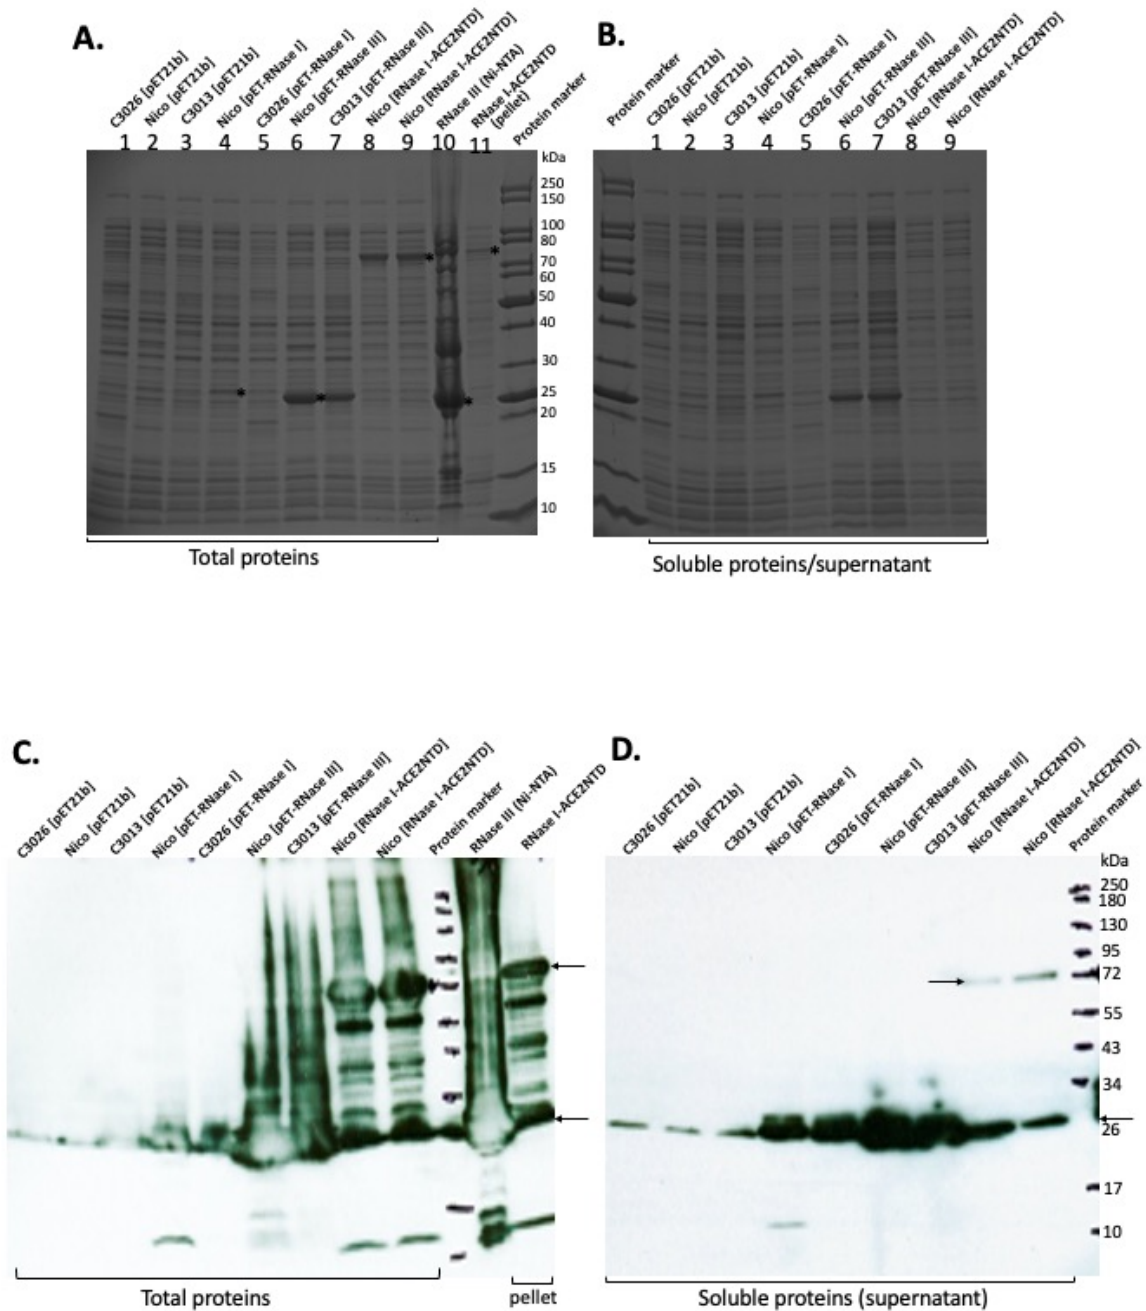 A.
C3026 [pET21b]
Nico [pET21b]
C3013 [pET21b]
Nico [pET-RNase I]
C3026 [pET-RNase I]
Nico [pET-RNase III]
C3013 [pET-RNase III]
Nico [RNase I-ACE2NTD]
Nico [RNase I-ACE2NTD]
RNase III [Ni-NTA]
RNase I-ACE2NTD
(pellet)
Protein marker
1 2 3 4 5 6 7 8 9 10 11
kDa
250
150
100
80
70
60
50
40
30
25
20
15
10
*
*
*
*
*
Total proteins
B.
Protein marker
C3026 [pET21b]
Nico [pET21b]
C3013 [pET21b]
Nico [pET-RNase I]
C3026 [pET-RNase I]
Nico [pET-RNase III]
C3013 [pET-RNase III]
Nico [RNase I-ACE2NTD]
Nico [RNase I-ACE2NTD]
1 2 3 4 5 6 7 8 9
Soluble proteins/supernatant
C.
C3026 [pET21b]
Nico [pET21b]
C3013 [pET21b]
Nico [pET-RNase I]
C3026 [pET-RNase I]
Nico [pET-RNase III]
C3013 [pET-RNase III]
Nico [RNase I-ACE2NTD]
Nico [RNase I-ACE2NTD]
Protein marker
RNase III (Ni-NTA)
RNase I-ACE2NTD
Total proteins
pellet
D.
C3026 [pET21b]
Nico [pET21b]
C3013 [pET21b]
Nico [pET-RNase I]
C3026 [pET-RNase I]
Nico [pET-RNase III]
C3013 [pET-RNase III]
Nico [RNase I-ACE2NTD]
Nico [RNase I-ACE2NTD]
Protein marker
kDa
250
180
130
95
72
55
43
34
26
17
10
Soluble proteins (supernatant)